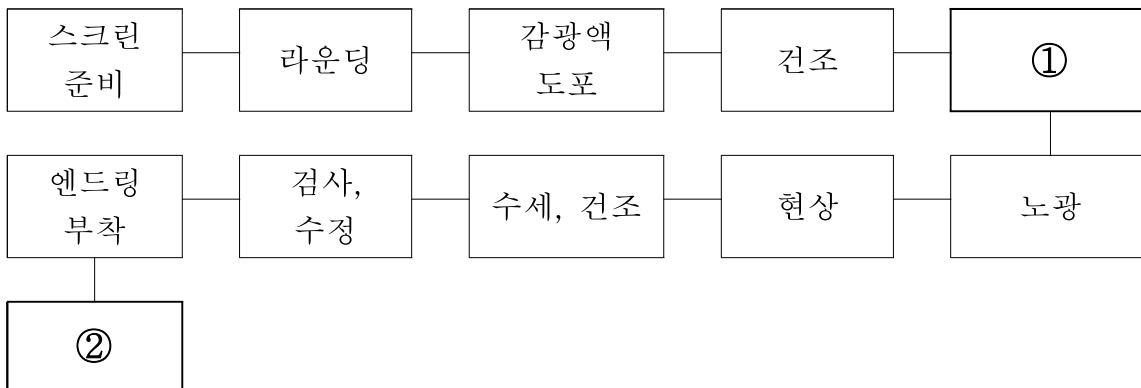 스크린
준비
라운딩
감광액
도포
건조
①
엔드링
부착
검사,
수정
수세, 건조
현상
노광
②